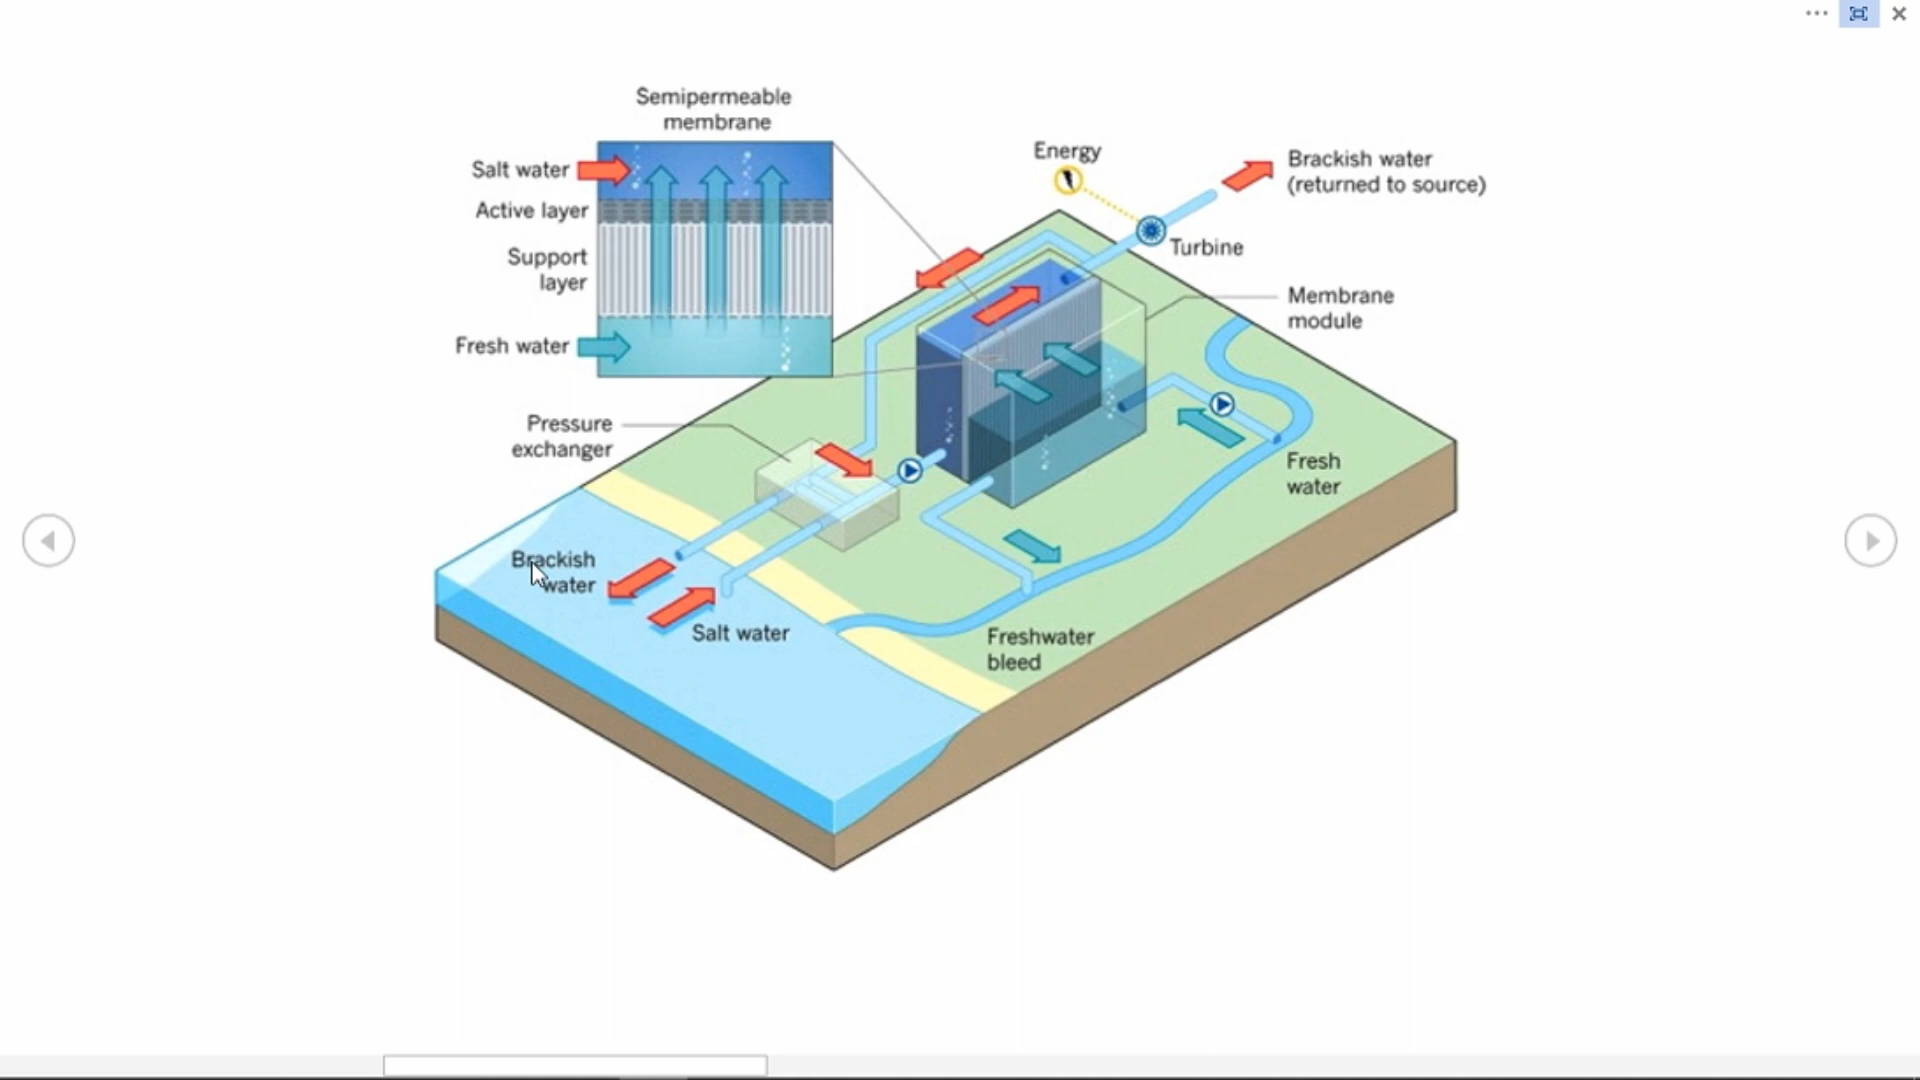 Semipermeable
membrane
Salt water
Active layer
Support
layer
Fresh water
Energy
Brackish water
(returned to source)
Turbine
Membrane
module
Pressure
exchanger
Fresh
water
Brackish
water
Salt water
Freshwater
bleed